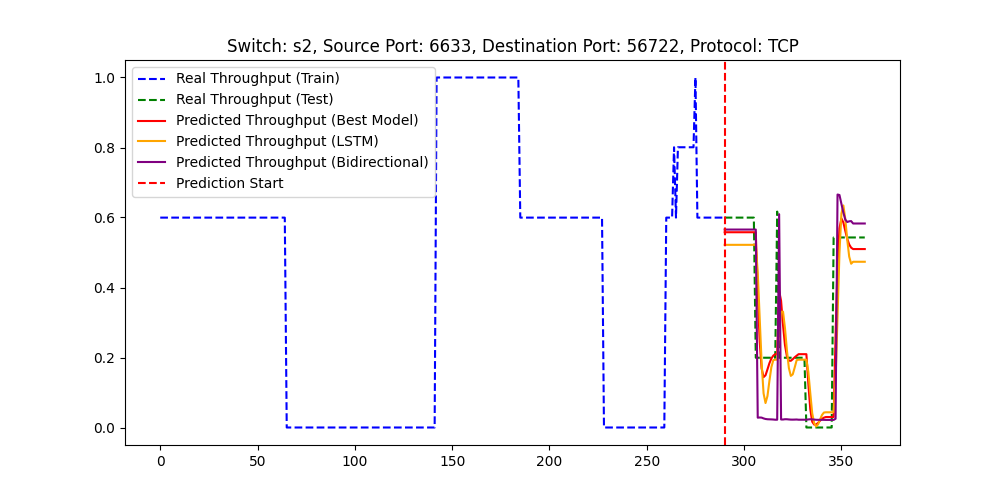 Switch: s2, Source Port: 6633, Destination Port: 56722, Protocol: TCP
1.0
0.8
0.6
0.4
0.2
0.0
Real Throughput (Train)
Real Throughput (Test)
Predicted Throughput (Best Model)
Predicted Throughput (LSTM)
Predicted Throughput (Bidirectional)
Prediction Start
0 50 100 150 200 250 300 350